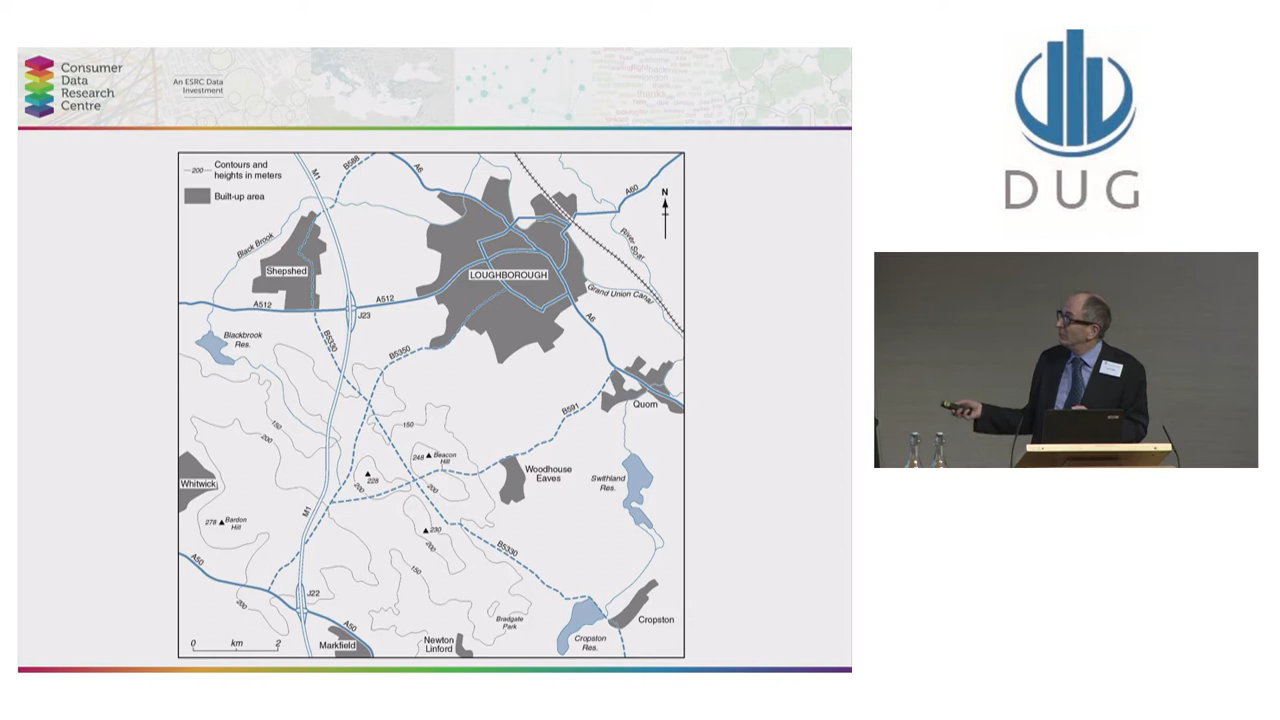 Consumer
Data
Research
Centre
An ESRC Data
Investment
DUG
200
Contours and
heights in meters
Built-up area
M1
B588
A6
A60
N
River Soar
Black Brook
Shepshed
LOUGHBOROUGH
Grand Union Canal
A512
A512
J23
A6
Blackbrook
Res.
B5330
B5350
Quorn
B591
150
200
150
248
Beacon
Hill
228
200
200
Woodhouse
Eaves
Swithland
Res.
Whitwick
278
Bardon
Hill
M1
230
200
B5330
A50
150
200
J22
A50
Bradgate
Park
Cropston
Cropston
Res.
0 km 2
Markfield
Newton
Linford